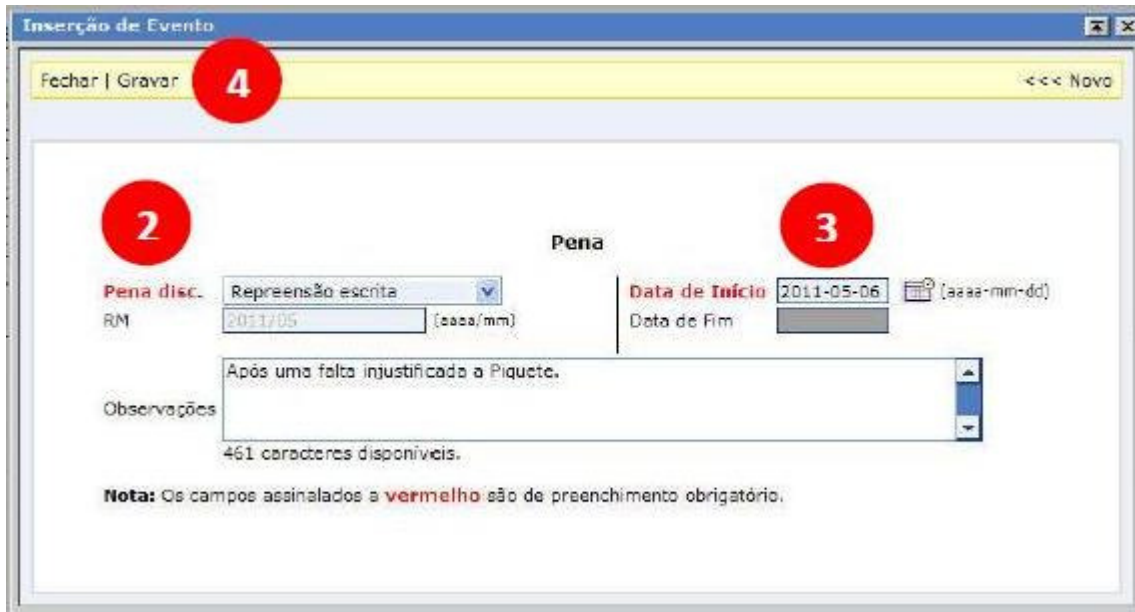 Inserção de Evento
Fechar | Gravar 4 <<< Novo
2 3
Pena
Pena disc. Repreensão escrita Data de Início 2011-05-06 (aaaa-mm-dd)
RM 2011/05 (aaaa/mm) Data de Fim
Após uma falta injustificada a Piquete.
Observações
461 caracteres disponíveis.
Nota: Os campos assinalados a vermelho são de preenchimento obrigatório.